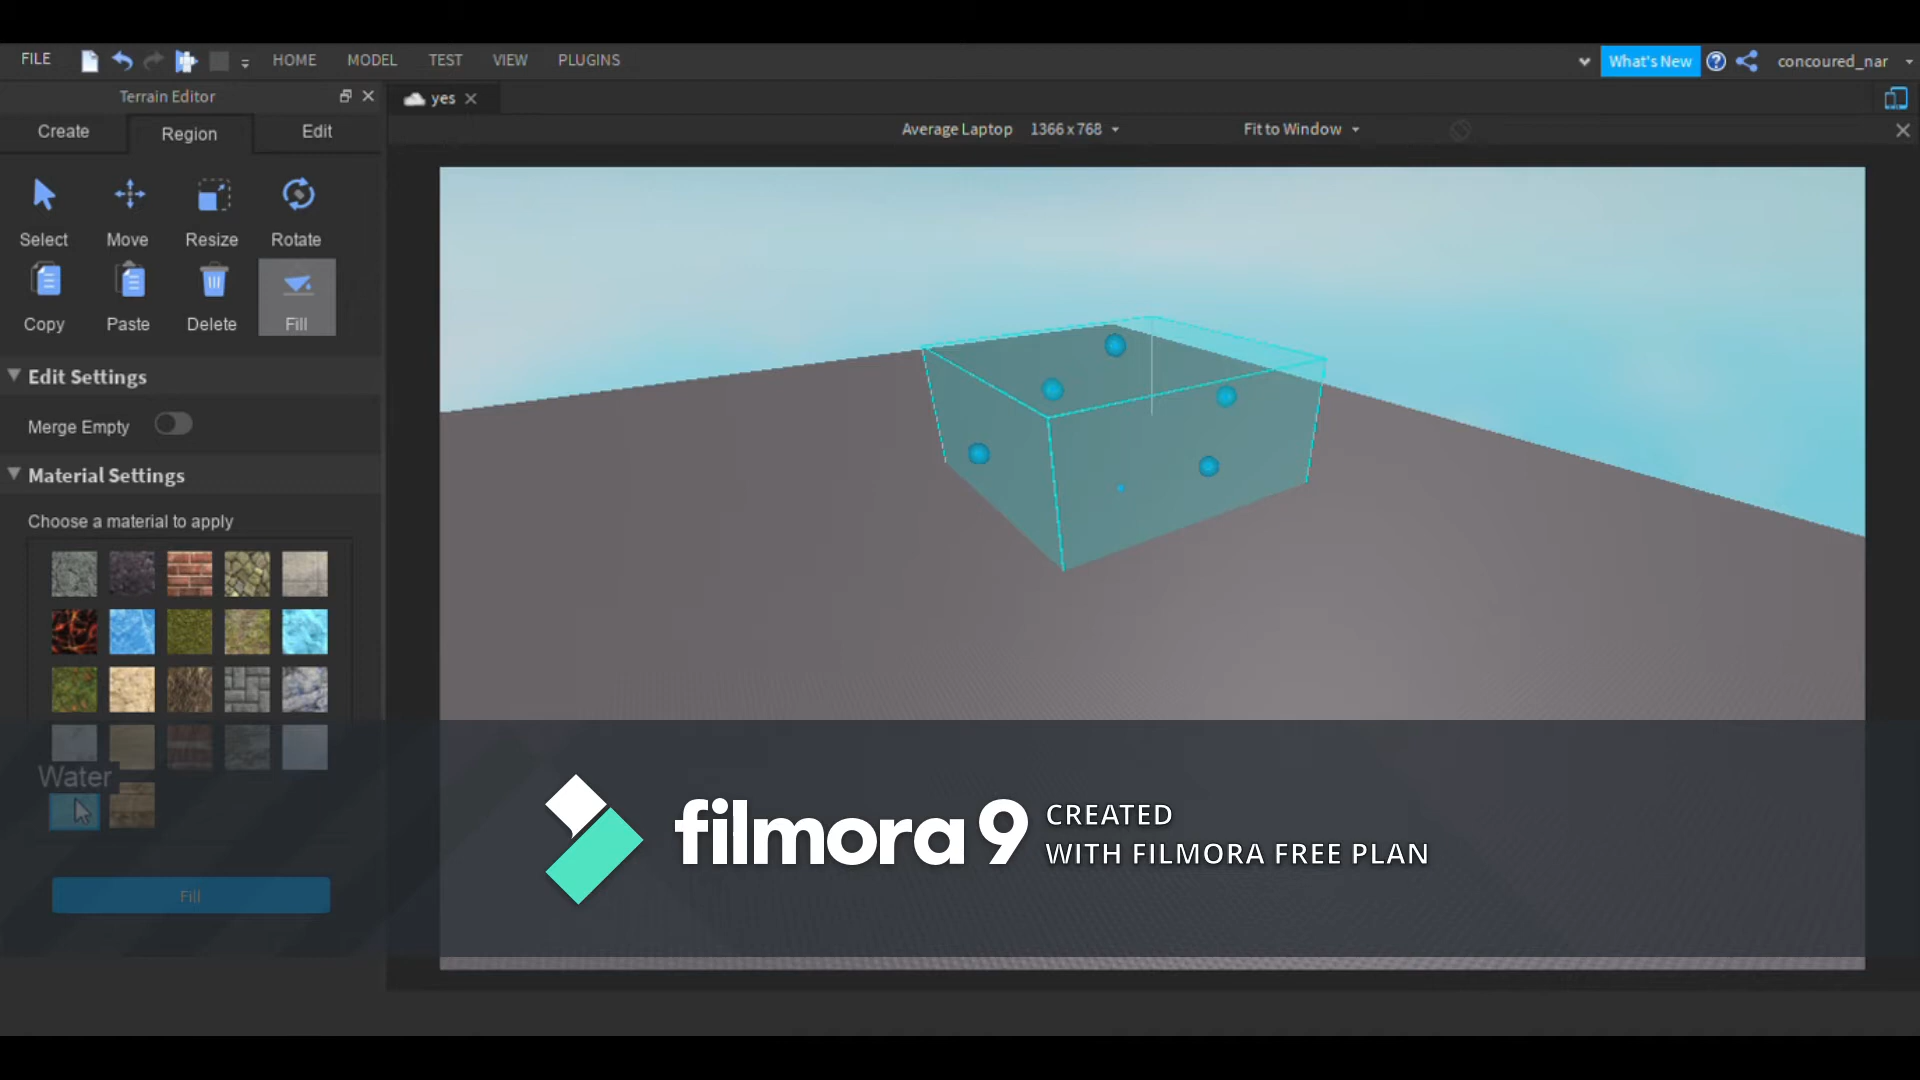 FILE HOME MODEL TEST VIEW PLUGINS What's New ? concoured_nar
Terrain Editor
yes
Create Region Edit
Average Laptop 1366 x 768 Fit to Window
Select Move Resize Rotate
Copy Paste Delete Fill
Edit Settings
Merge Empty
Material Settings
Choose a material to apply
Water
Fill
filmora 9
CREATED
WITH FILMORA FREE PLAN